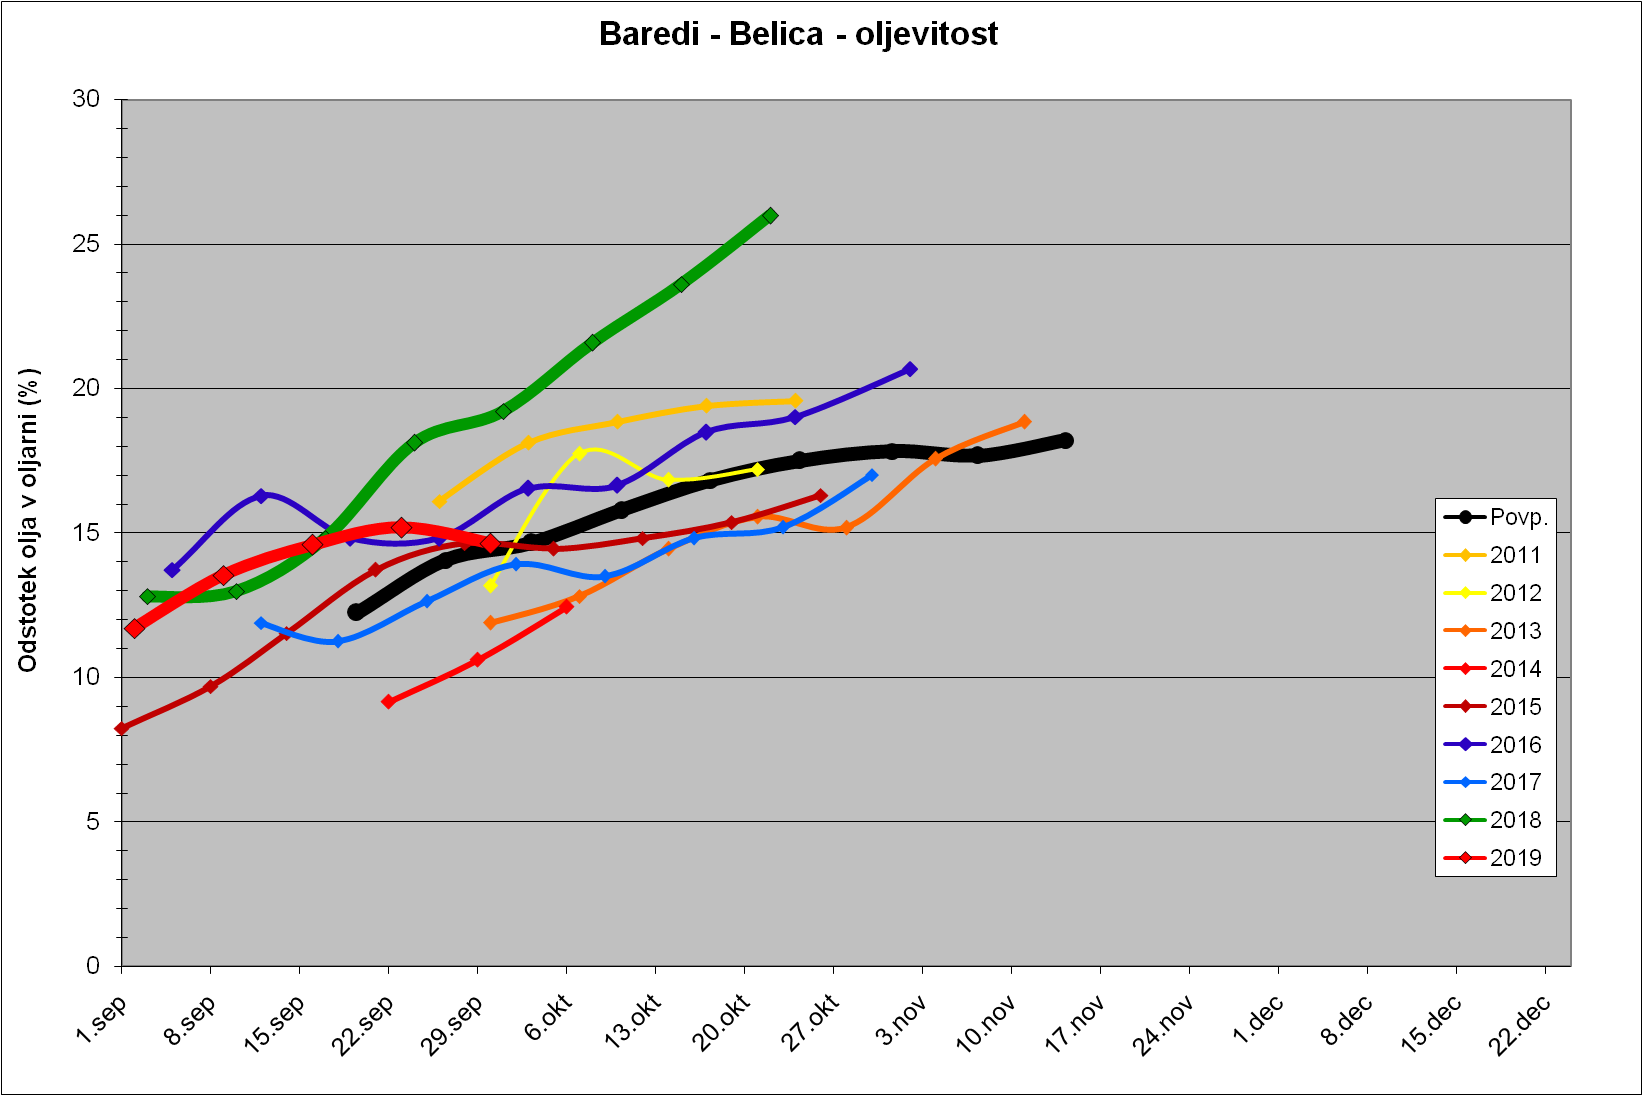 Baredi - Belica - oljevitost
Odstotek olja v oljarni (%)
30
25
20
15
10
5
0
1.sep
8.sep
15.sep
22.sep
29.sep
6.okt
13.okt
20.okt
27.okt
3.nov
10.nov
17.nov
24.nov
1.dec
8.dec
15.dec
22.dec
Povp.
2011
2012
2013
2014
2015
2016
2017
2018
2019